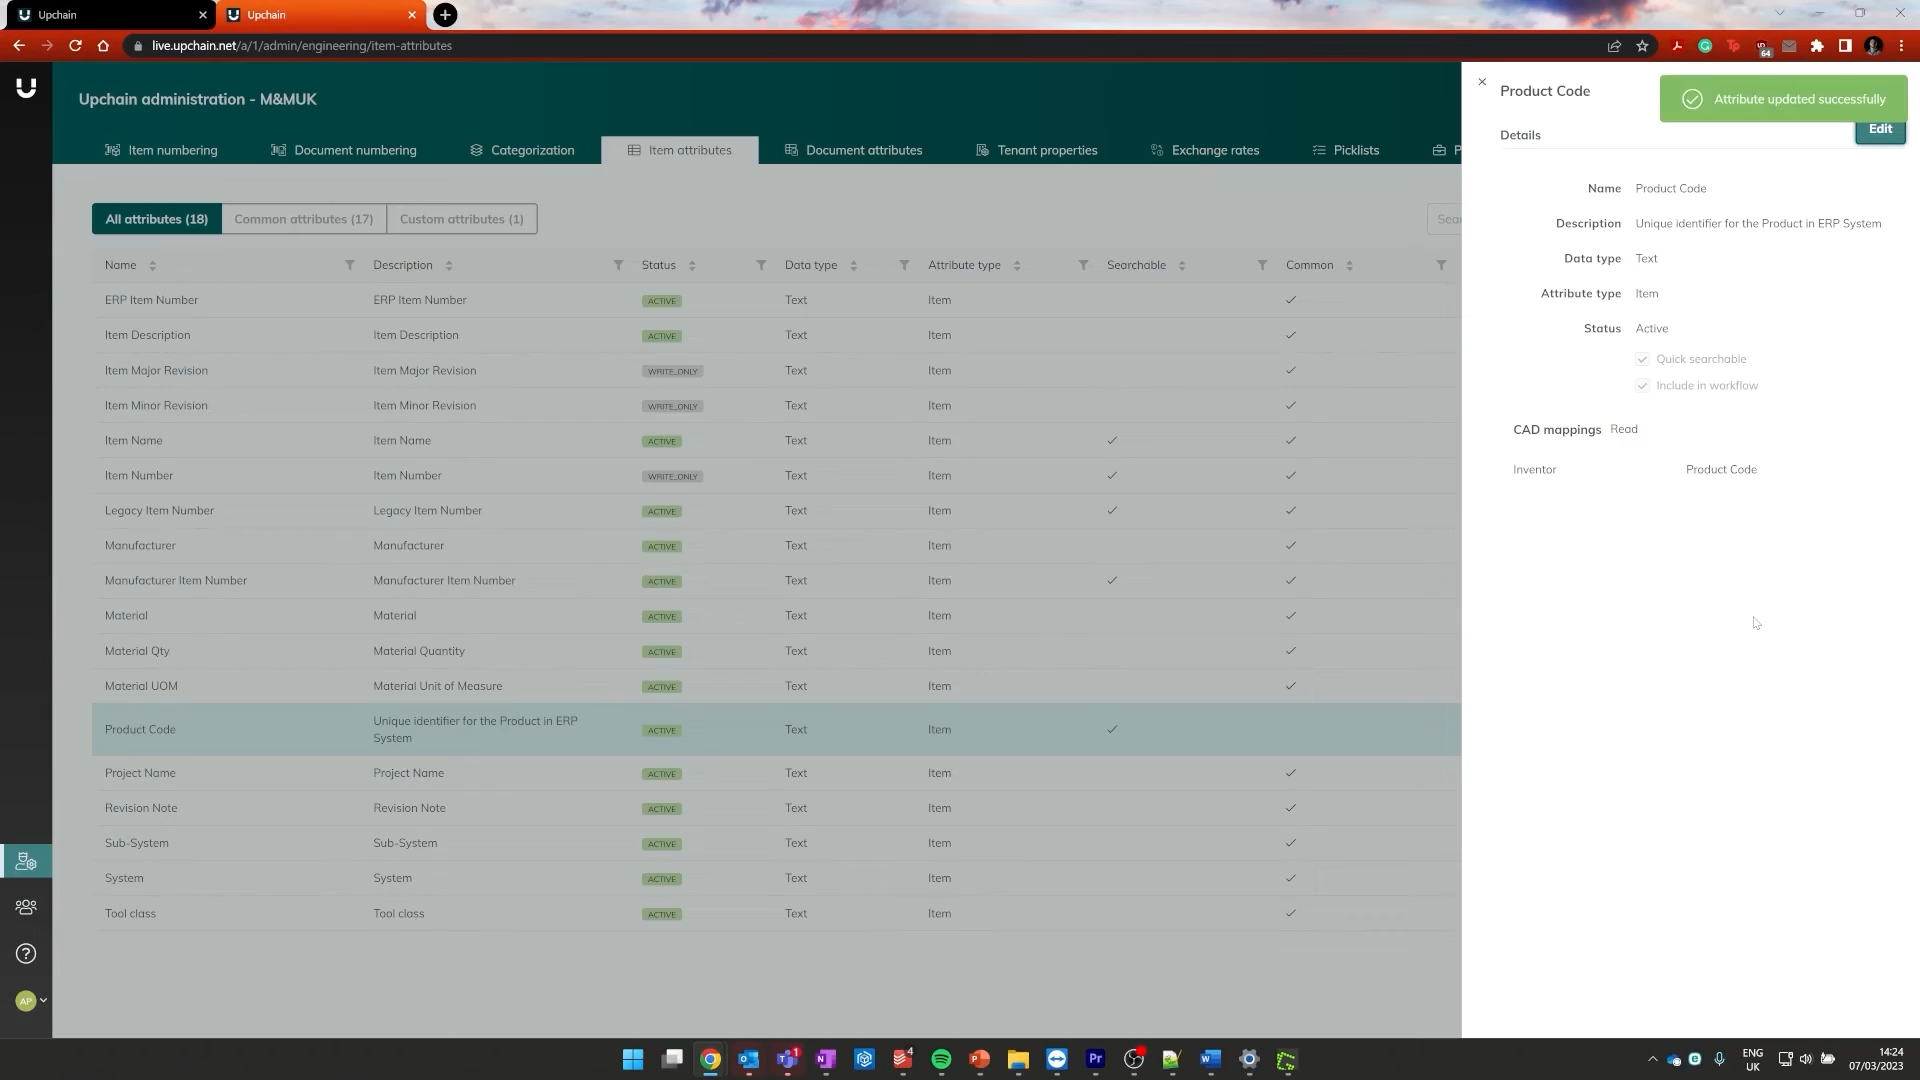 Upchain
Upchain
live.upchain.net/a/1/admin/engineering/item-attributes
64
Upchain administration - M&MUK
Item numbering
Document numbering
Categorization
Item attributes
Document attributes
Tenant properties
Exchange rates
Picklists
P
All attributes (18)
Common attributes (17)
Custom attributes (1)
Sear
Name
Description
Status
Data type
Attribute type
Searchable
Common
ERP Item Number
ERP Item Number
ACTIVE
Text
Item
Item Description
Item Description
ACTIVE
Text
Item
Item Major Revision
Item Major Revision
WRITE_ONLY
Text
Item
Item Minor Revision
Item Minor Revision
WRITE_ONLY
Text
Item
Item Name
Item Name
ACTIVE
Text
Item
Item Number
Item Number
WRITE_ONLY
Text
Item
Legacy Item Number
Legacy Item Number
ACTIVE
Text
Item
Manufacturer
Manufacturer
ACTIVE
Text
Item
Manufacturer Item Number
Manufacturer Item Number
ACTIVE
Text
Item
Material
Material
ACTIVE
Text
Item
Material Qty
Material Quantity
ACTIVE
Text
Item
Material UOM
Material Unit of Measure
ACTIVE
Text
Item
Product Code
Unique identifier for the Product in ERP
System
ACTIVE
Text
Item
Project Name
Project Name
ACTIVE
Text
Item
Revision Note
Revision Note
ACTIVE
Text
Item
Sub-System
Sub-System
ACTIVE
Text
Item
System
System
ACTIVE
Text
Item
Tool class
Tool class
ACTIVE
Text
Item
AP
Product Code
Attribute updated successfully
Details
Edit
Name
Product Code
Description
Unique identifier for the Product in ERP System
Data type
Text
Attribute type
Item
Status
Active
Quick searchable
Include in workflow
CAD mappings
Read
Inventor
Product Code
1
4
Pr
ENG
UK
14:24
07/03/2023